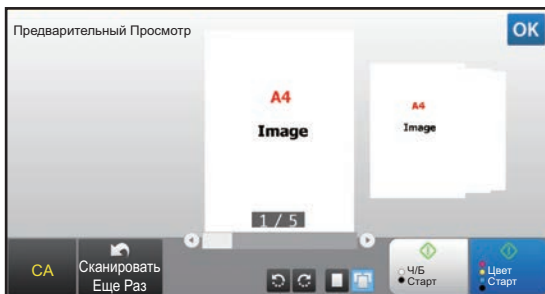 Предварительный Просмотр
OK
A4
Image
A4
Image
1 / 5
CA
Сканировать
Еще Раз
Ч/Б
Старт
Цвет
Старт